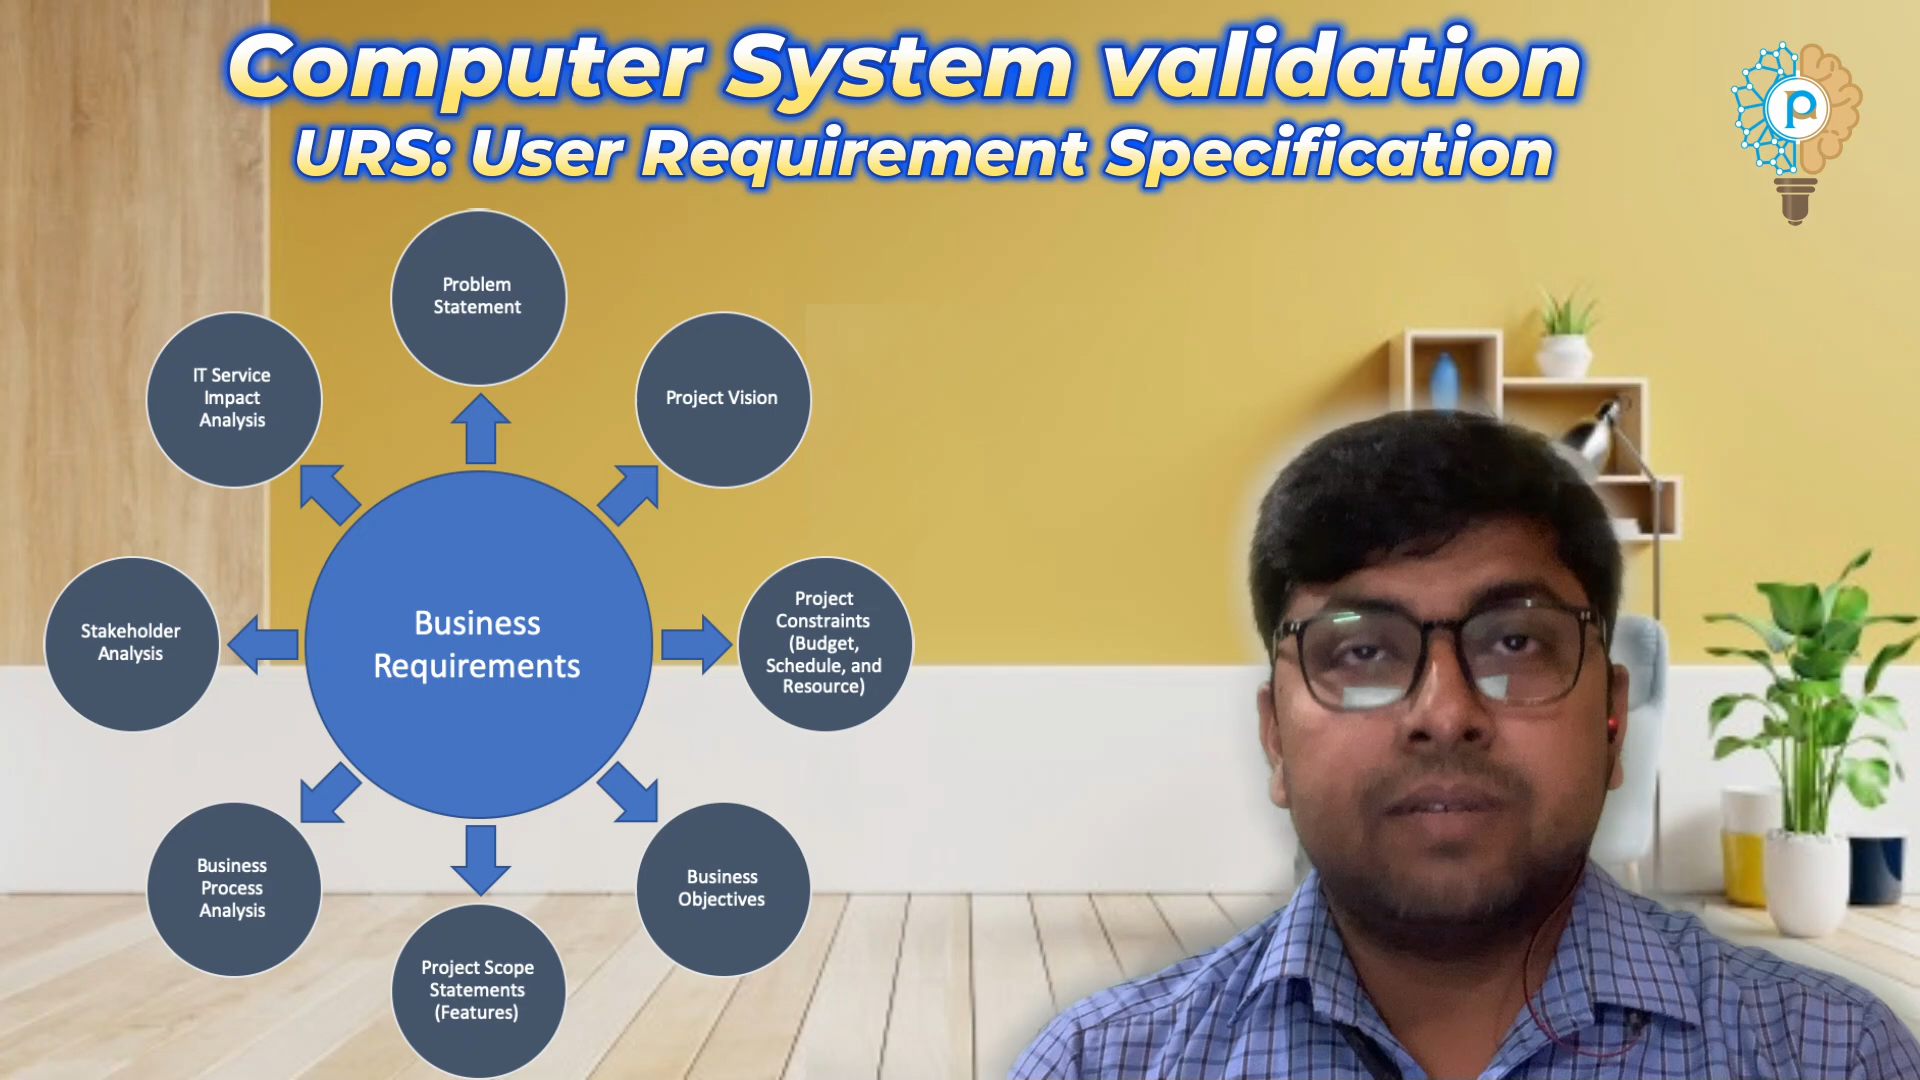 Computer System validation
URS: User Requirement Specification
Problem
Statement
Project Vision
Project
Constraints
(Budget,
Schedule, and
Resource)
Business
Objectives
Project Scope
Statements
(Features)
Business
Process
Analysis
Stakeholder
Analysis
IT Service
Impact
Analysis
Business
Requirements